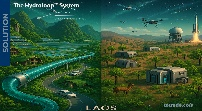 The Hydroloop™ System
SOLUTION
LAOS